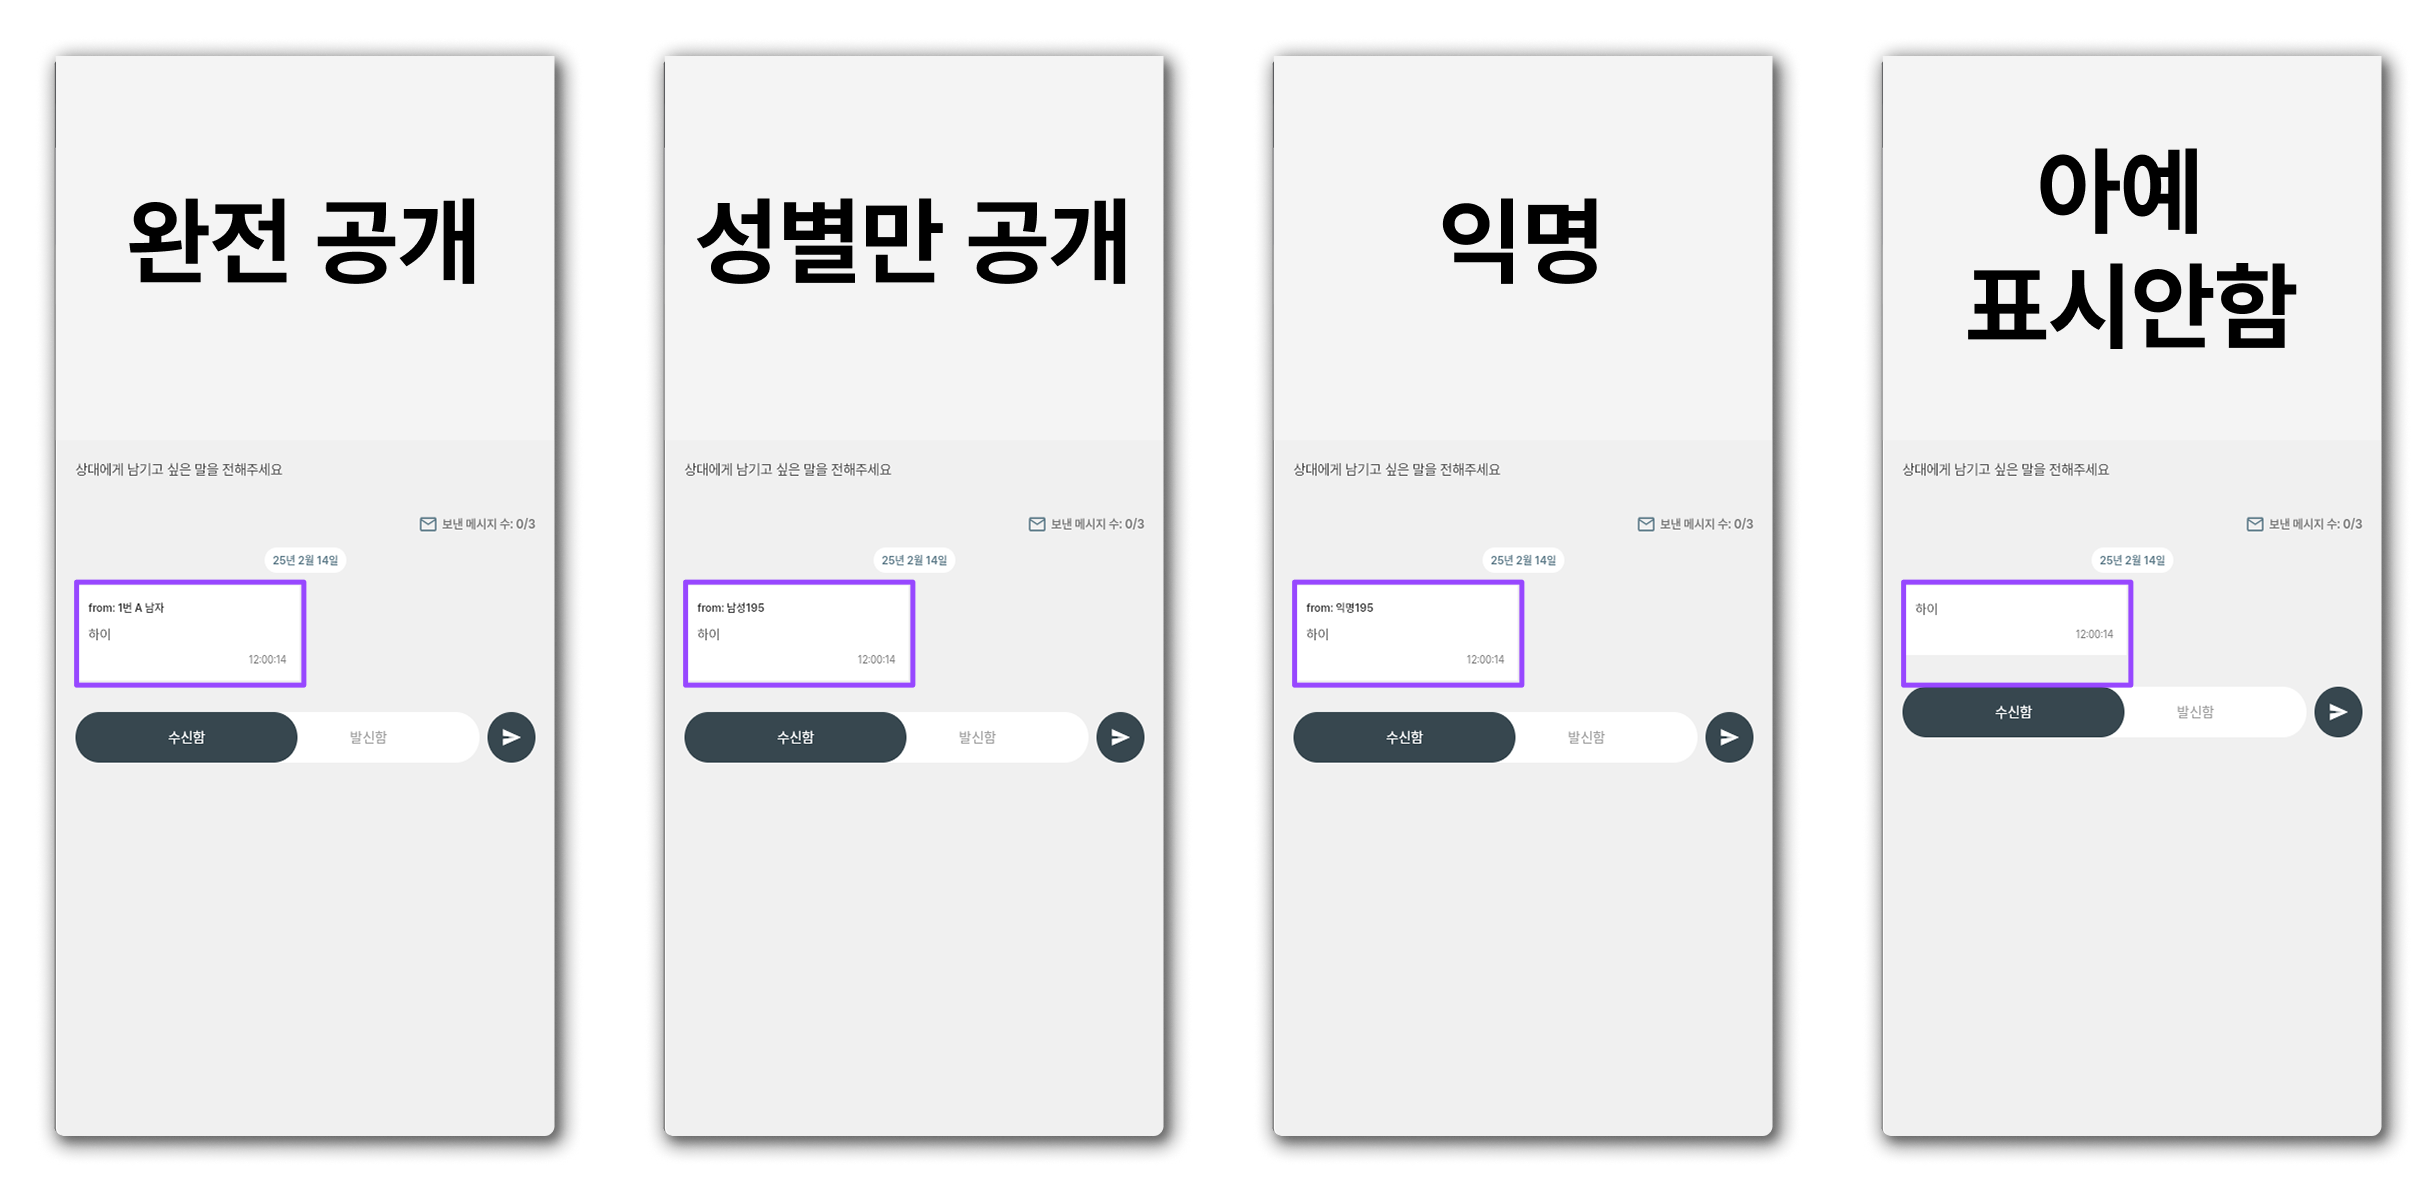 완전 공개
상대에게 남기고 싶은 말을 전해주세요
보낸 메시지 수: 0/3
25년 2월 14일
from: 1번 A 남자
하이
12:00:14
수신함
발신함
성별만 공개
상대에게 남기고 싶은 말을 전해주세요
보낸 메시지 수: 0/3
25년 2월 14일
from: 남성195
하이
12:00:14
수신함
발신함
익명
상대에게 남기고 싶은 말을 전해주세요
보낸 메시지 수: 0/3
25년 2월 14일
from: 익명195
하이
12:00:14
수신함
발신함
아예
표시안함
상대에게 남기고 싶은 말을 전해주세요
보낸 메시지 수: 0/3
25년 2월 14일
하이
12:00:14
수신함
발신함